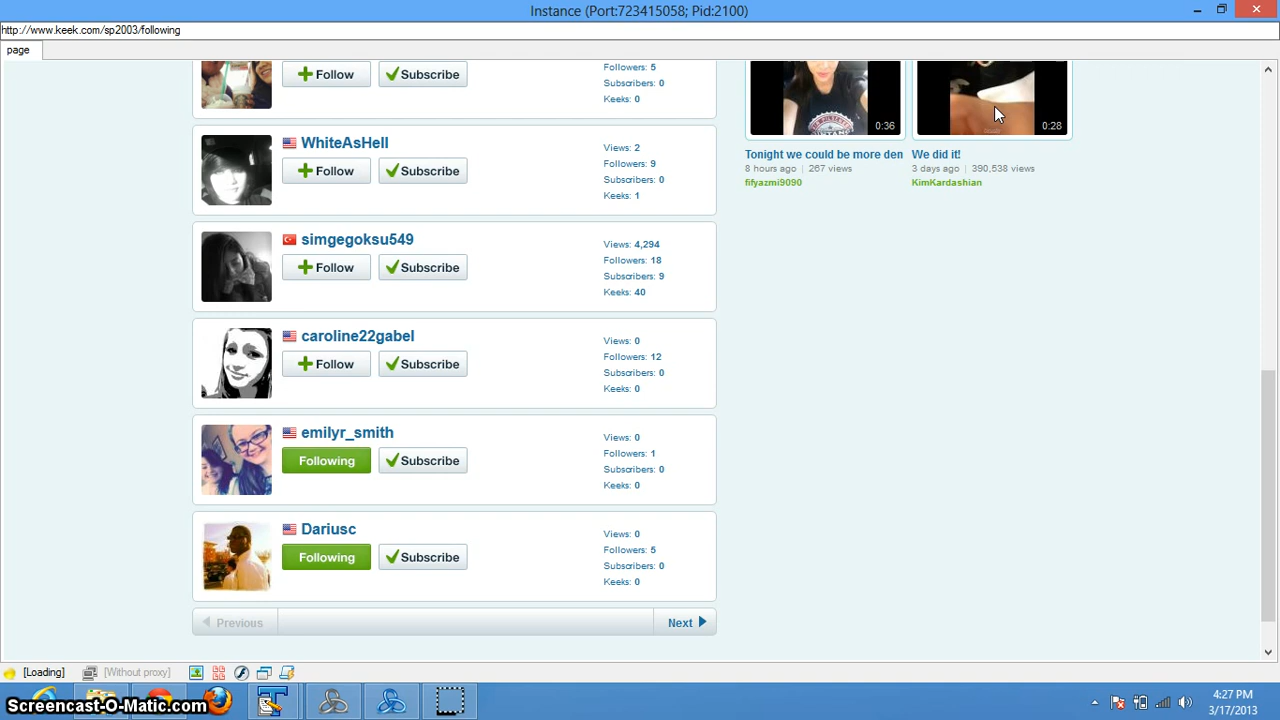 Instance (Port:723415058; Pid:2100)
http://www.keek.com/sp2003/following
page
Follow Subscribe
Followers: 5
Subscribers: 0
Keeks: 0
WhiteAsHell
Follow Subscribe
Views: 2
Followers: 9
Subscribers: 0
Keeks: 1
simgegoksu549
Follow Subscribe
Views: 4,294
Followers: 18
Subscribers: 9
Keeks: 40
caroline22gabel
Follow Subscribe
Views: 0
Followers: 12
Subscribers: 0
Keeks: 0
emilyr_smith
Following Subscribe
Views: 0
Followers: 1
Subscribers: 0
Keeks: 0
Dariusc
Following Subscribe
Views: 0
Followers: 5
Subscribers: 0
Keeks: 0
Previous Next
0:36
Tonight we could be more den
8 hours ago | 267 views
fifyazmi9090
0:28
We did it!
3 days ago | 390,538 views
KimKardashian
[Loading] [Without proxy]
Screencast-O-Matic.com
4:27 PM
3/17/2013